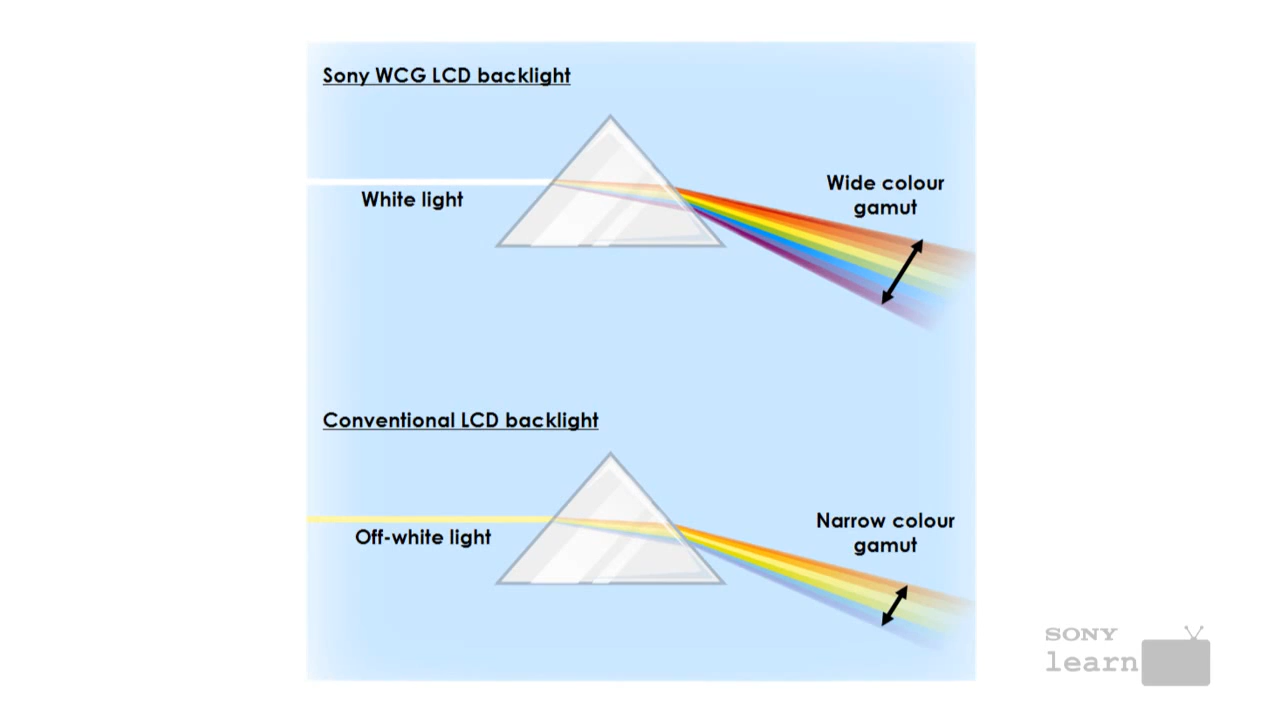 Sony WCG LCD backlight
White light
Wide colour
gamut
Conventional LCD backlight
Off-white light
Narrow colour
gamut
SONY
learn